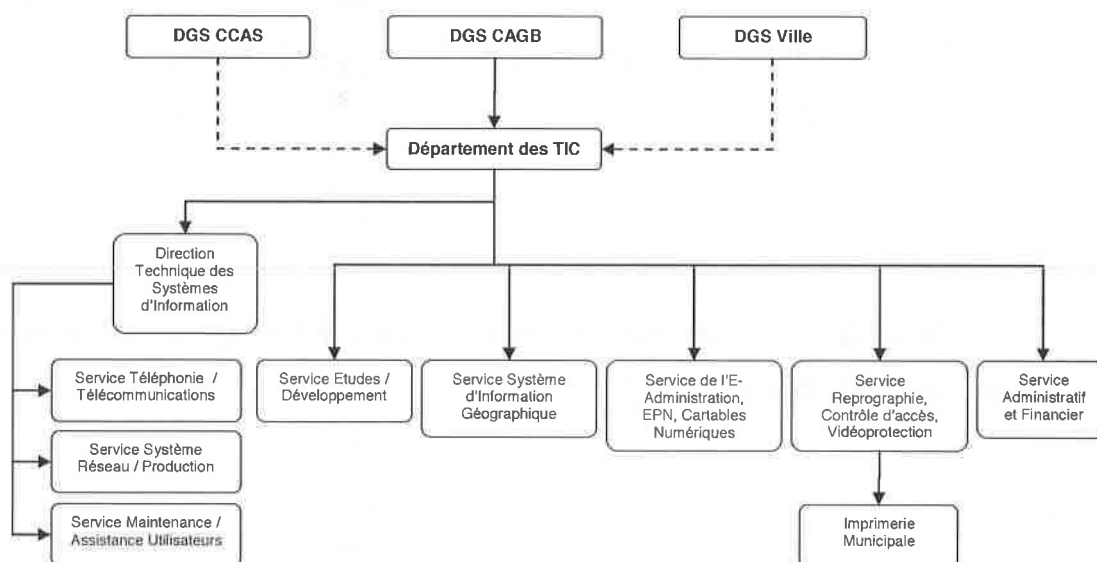 DGS CCAS
DGS CAGB
DGS Ville
Département des TIC
Direction
Technique des
Systèmes
d'Information
Service Téléphonie /
Télécommunications
Service Système
Réseau / Production
Service Maintenance /
Assistance Utilisateurs
Service Etudes /
Développement
Service Système
d'Information
Géographique
Service de l'E-
Administration,
EPN, Cartables
Numériques
Service
Reprographie,
Contrôle d'accès,
Vidéoprotection
Service
Administratif
et Financier
Imprimerie
Municipale